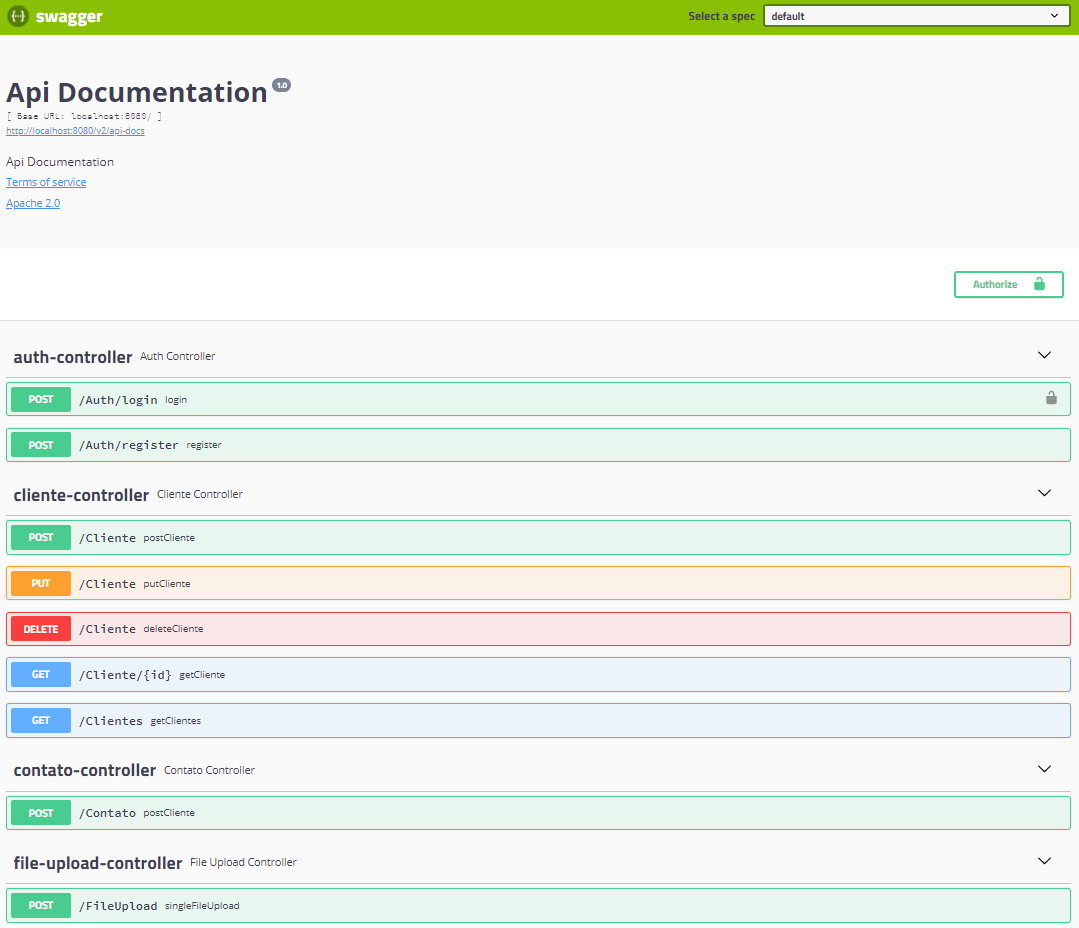 swagger
Select a spec default
Api Documentation 1.0
[ Base URL: localhost:8080/ ]
http://localhost:8080/v2/api-docs
Api Documentation
Terms of service
Apache 2.0
Authorize
auth-controller Auth Controller
POST /Auth/login login
POST /Auth/register register
cliente-controller Cliente Controller
POST /Cliente postCliente
PUT /Cliente putCliente
DELETE /Cliente deleteCliente
GET /Cliente/{id} getCliente
GET /Clientes getClientes
contato-controller Contato Controller
POST /Contato postCliente
file-upload-controller File Upload Controller
POST /FileUpload singleFileUpload